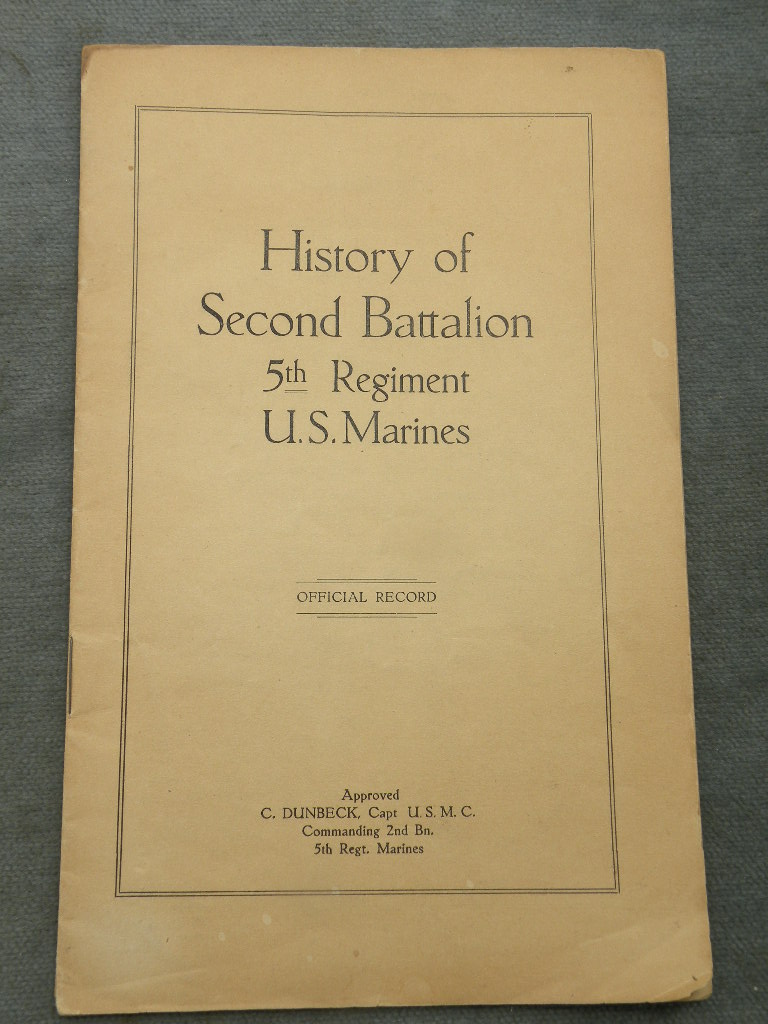 History of
Second Battalion
5th Regiment
U.S. Marines
OFFICIAL RECORD
Approved
C. DUNBECK, Capt U. S. M. C.
Commanding 2nd Bn.
5th Regt. Marines